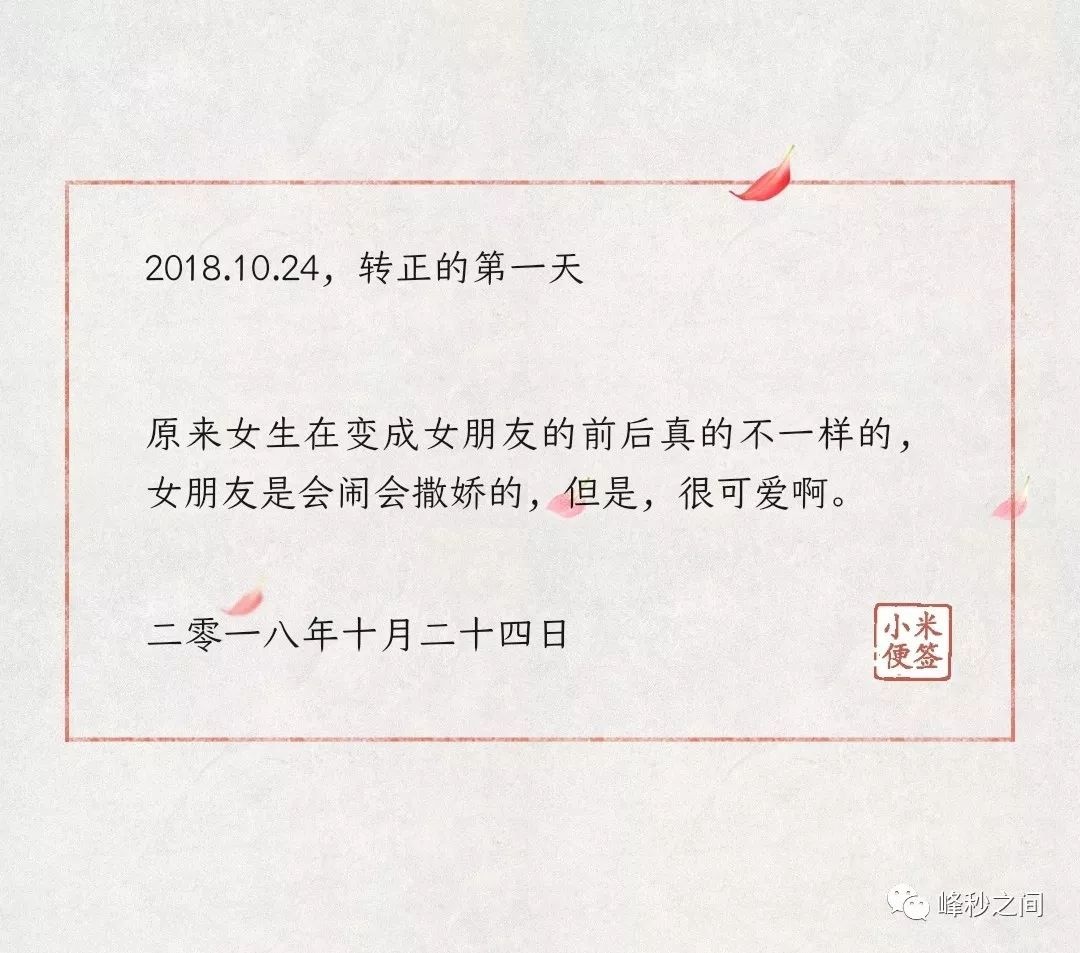 2018.10.24，转正的第一天
原来女生在变成女朋友的前后真的不一样的，
女朋友是会闹会撒娇的，但是，很可爱啊。
二零一八年十月二十四日
小米
便签
峰秒之间